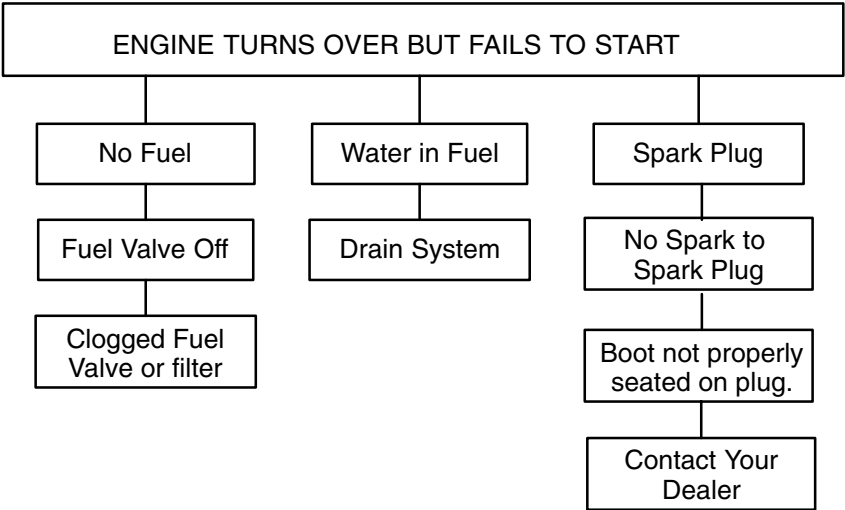 ENGINE TURNS OVER BUT FAILS TO START
No Fuel
Fuel Valve Off
Clogged Fuel
Valve or filter
Water in Fuel
Drain System
Spark Plug
No Spark to
Spark Plug
Boot not properly
seated on plug.
Contact Your
Dealer